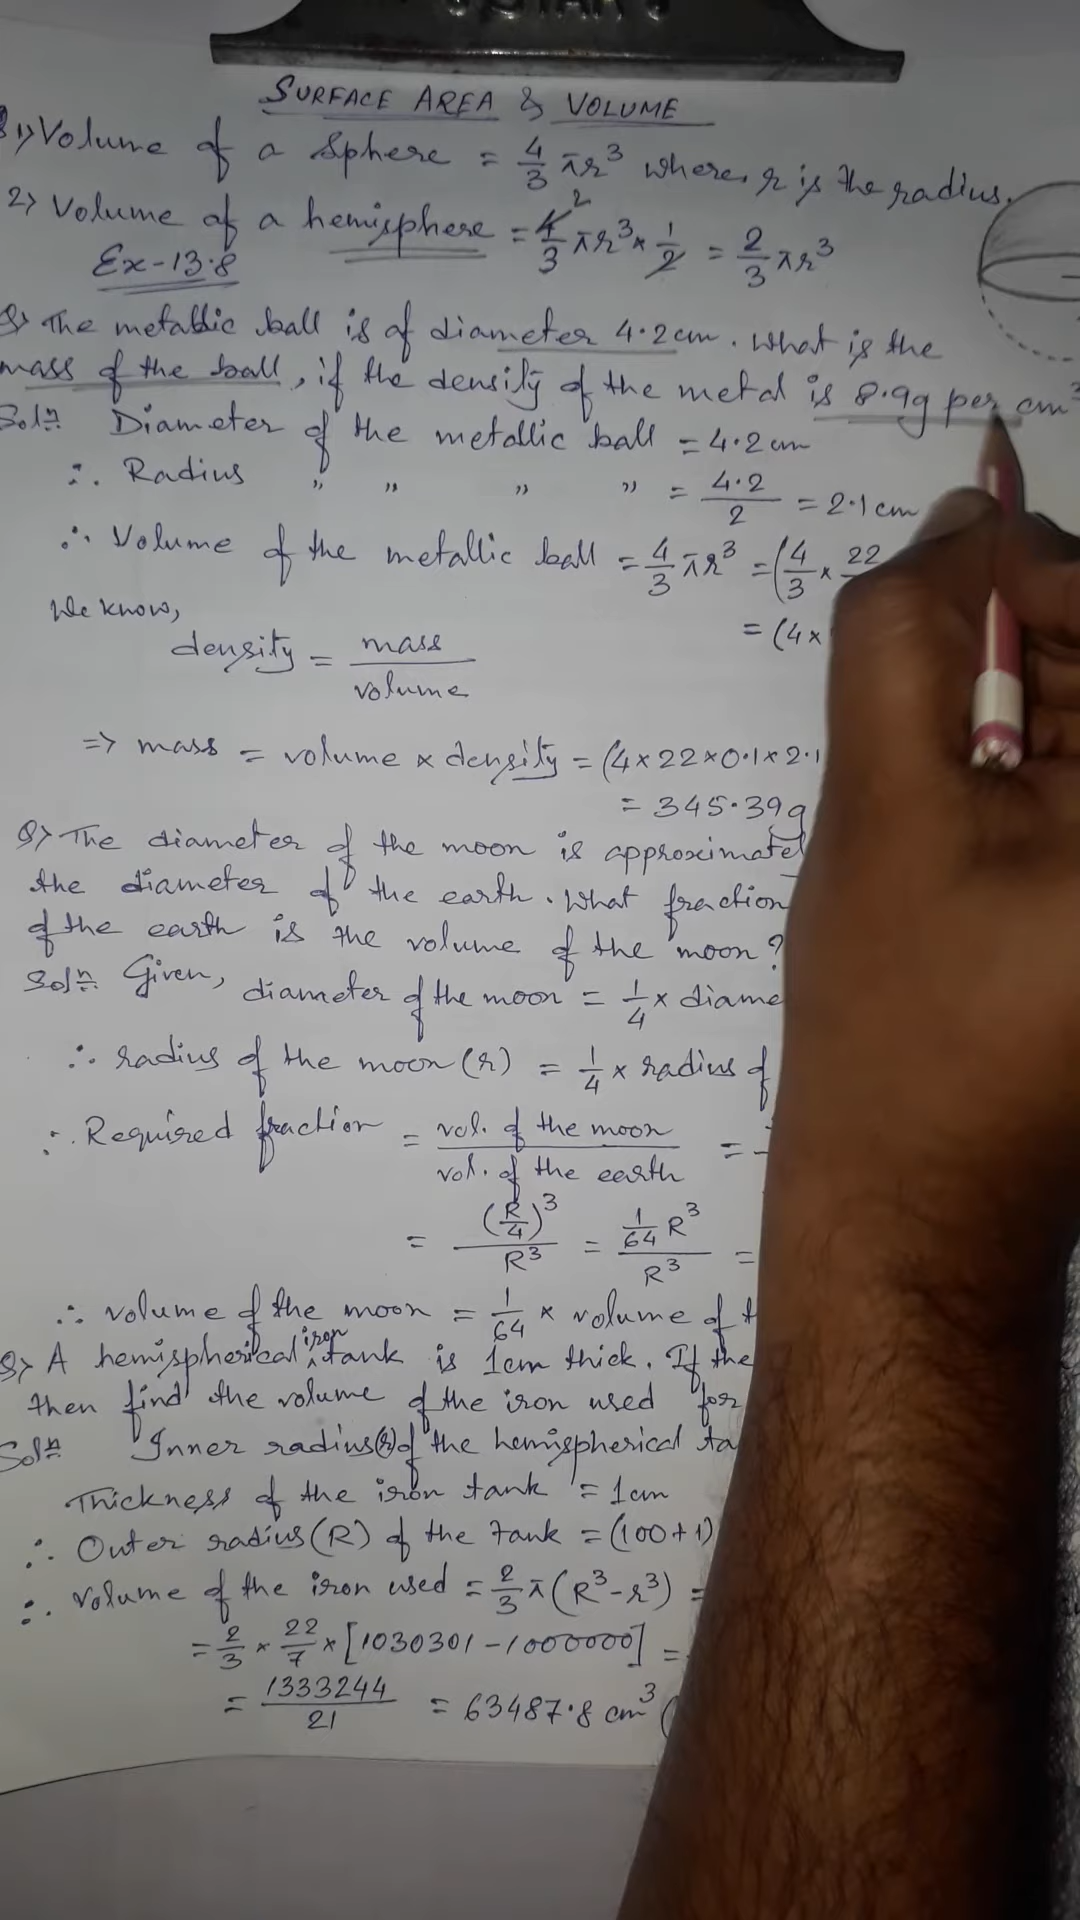 SURFACE AREA & VOLUME
1) Volume of a Sphere = 4/3 πr³ where, r is the radius.
2) Volume of a hemisphere = 4/3 πr³ × 1/2 = 2/3 πr³
Ex-13.8
Q) The metallic ball is of diameter 4.2cm. What is the
mass of the ball, if the density of the metal is 8.9g per cm³
Solⁿ: Diameter of the metallic ball = 4.2cm
∴ Radius " " " " = 4.2/2 = 2.1cm
∴ Volume of the metallic ball = 4/3 πr³ = (4/3 × 22
= (4×
We know,
density = mass/volume
⇒ mass = volume × density = (4×22×0.1×2.1
= 345.39g
Q) The diameter of the moon is approximatel
the diameter of the earth. What fraction
of the earth is the volume of the moon?
Solⁿ: Given, diameter of the moon = 1/4 × diame
∴ radius of the moon (r) = 1/4 × radius of
∴ Required fraction = vol. of the moon/vol. of the earth =
= (R/4)³/R³ = 1/64 R³/R³ =
∴ volume of the moon = 1/64 × volume of t
Q) A hemispherical iron tank is 1cm thick. If the
then find the volume of the iron used for
Solⁿ: Inner radius(r) of the hemispherical ta
Thickness of the iron tank = 1cm
∴ Outer radius (R) of the tank = (100+1)
∴ Volume of the iron used = 2/3 π (R³-r³) =
= 2/3 × 22/7 × [1030301 - 1000000] =
= 1333244/21 = 63487.8 cm³ (